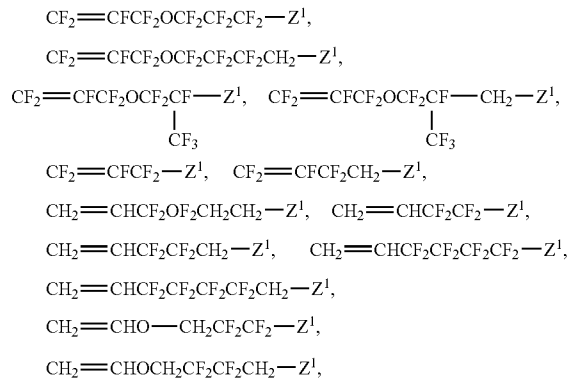 CF₂=CFCF₂OCF₂CF₂CF₂—Z¹,
CF₂=CFCF₂OCF₂CF₂CF₂CH₂—Z¹,
CF₂=CFCF₂OCF₂CF—Z¹, CF₂=CFCF₂OCF₂CF—CH₂—Z¹,
CF₃ CF₃
CF₂=CFCF₂—Z¹, CF₂=CFCF₂CH₂—Z¹,
CH₂=CHCF₂OF₂CH₂CH₂—Z¹, CH₂=CHCF₂CF₂—Z¹,
CH₂=CHCF₂CF₂CH₂—Z¹, CH₂=CHCF₂CF₂CF₂CF₂—Z¹,
CH₂=CHCF₂CF₂CF₂CF₂CH₂—Z¹,
CH₂=CHO—CH₂CF₂CF₂—Z¹,
CH₂=CHOCH₂CF₂CF₂CH₂—Z¹,